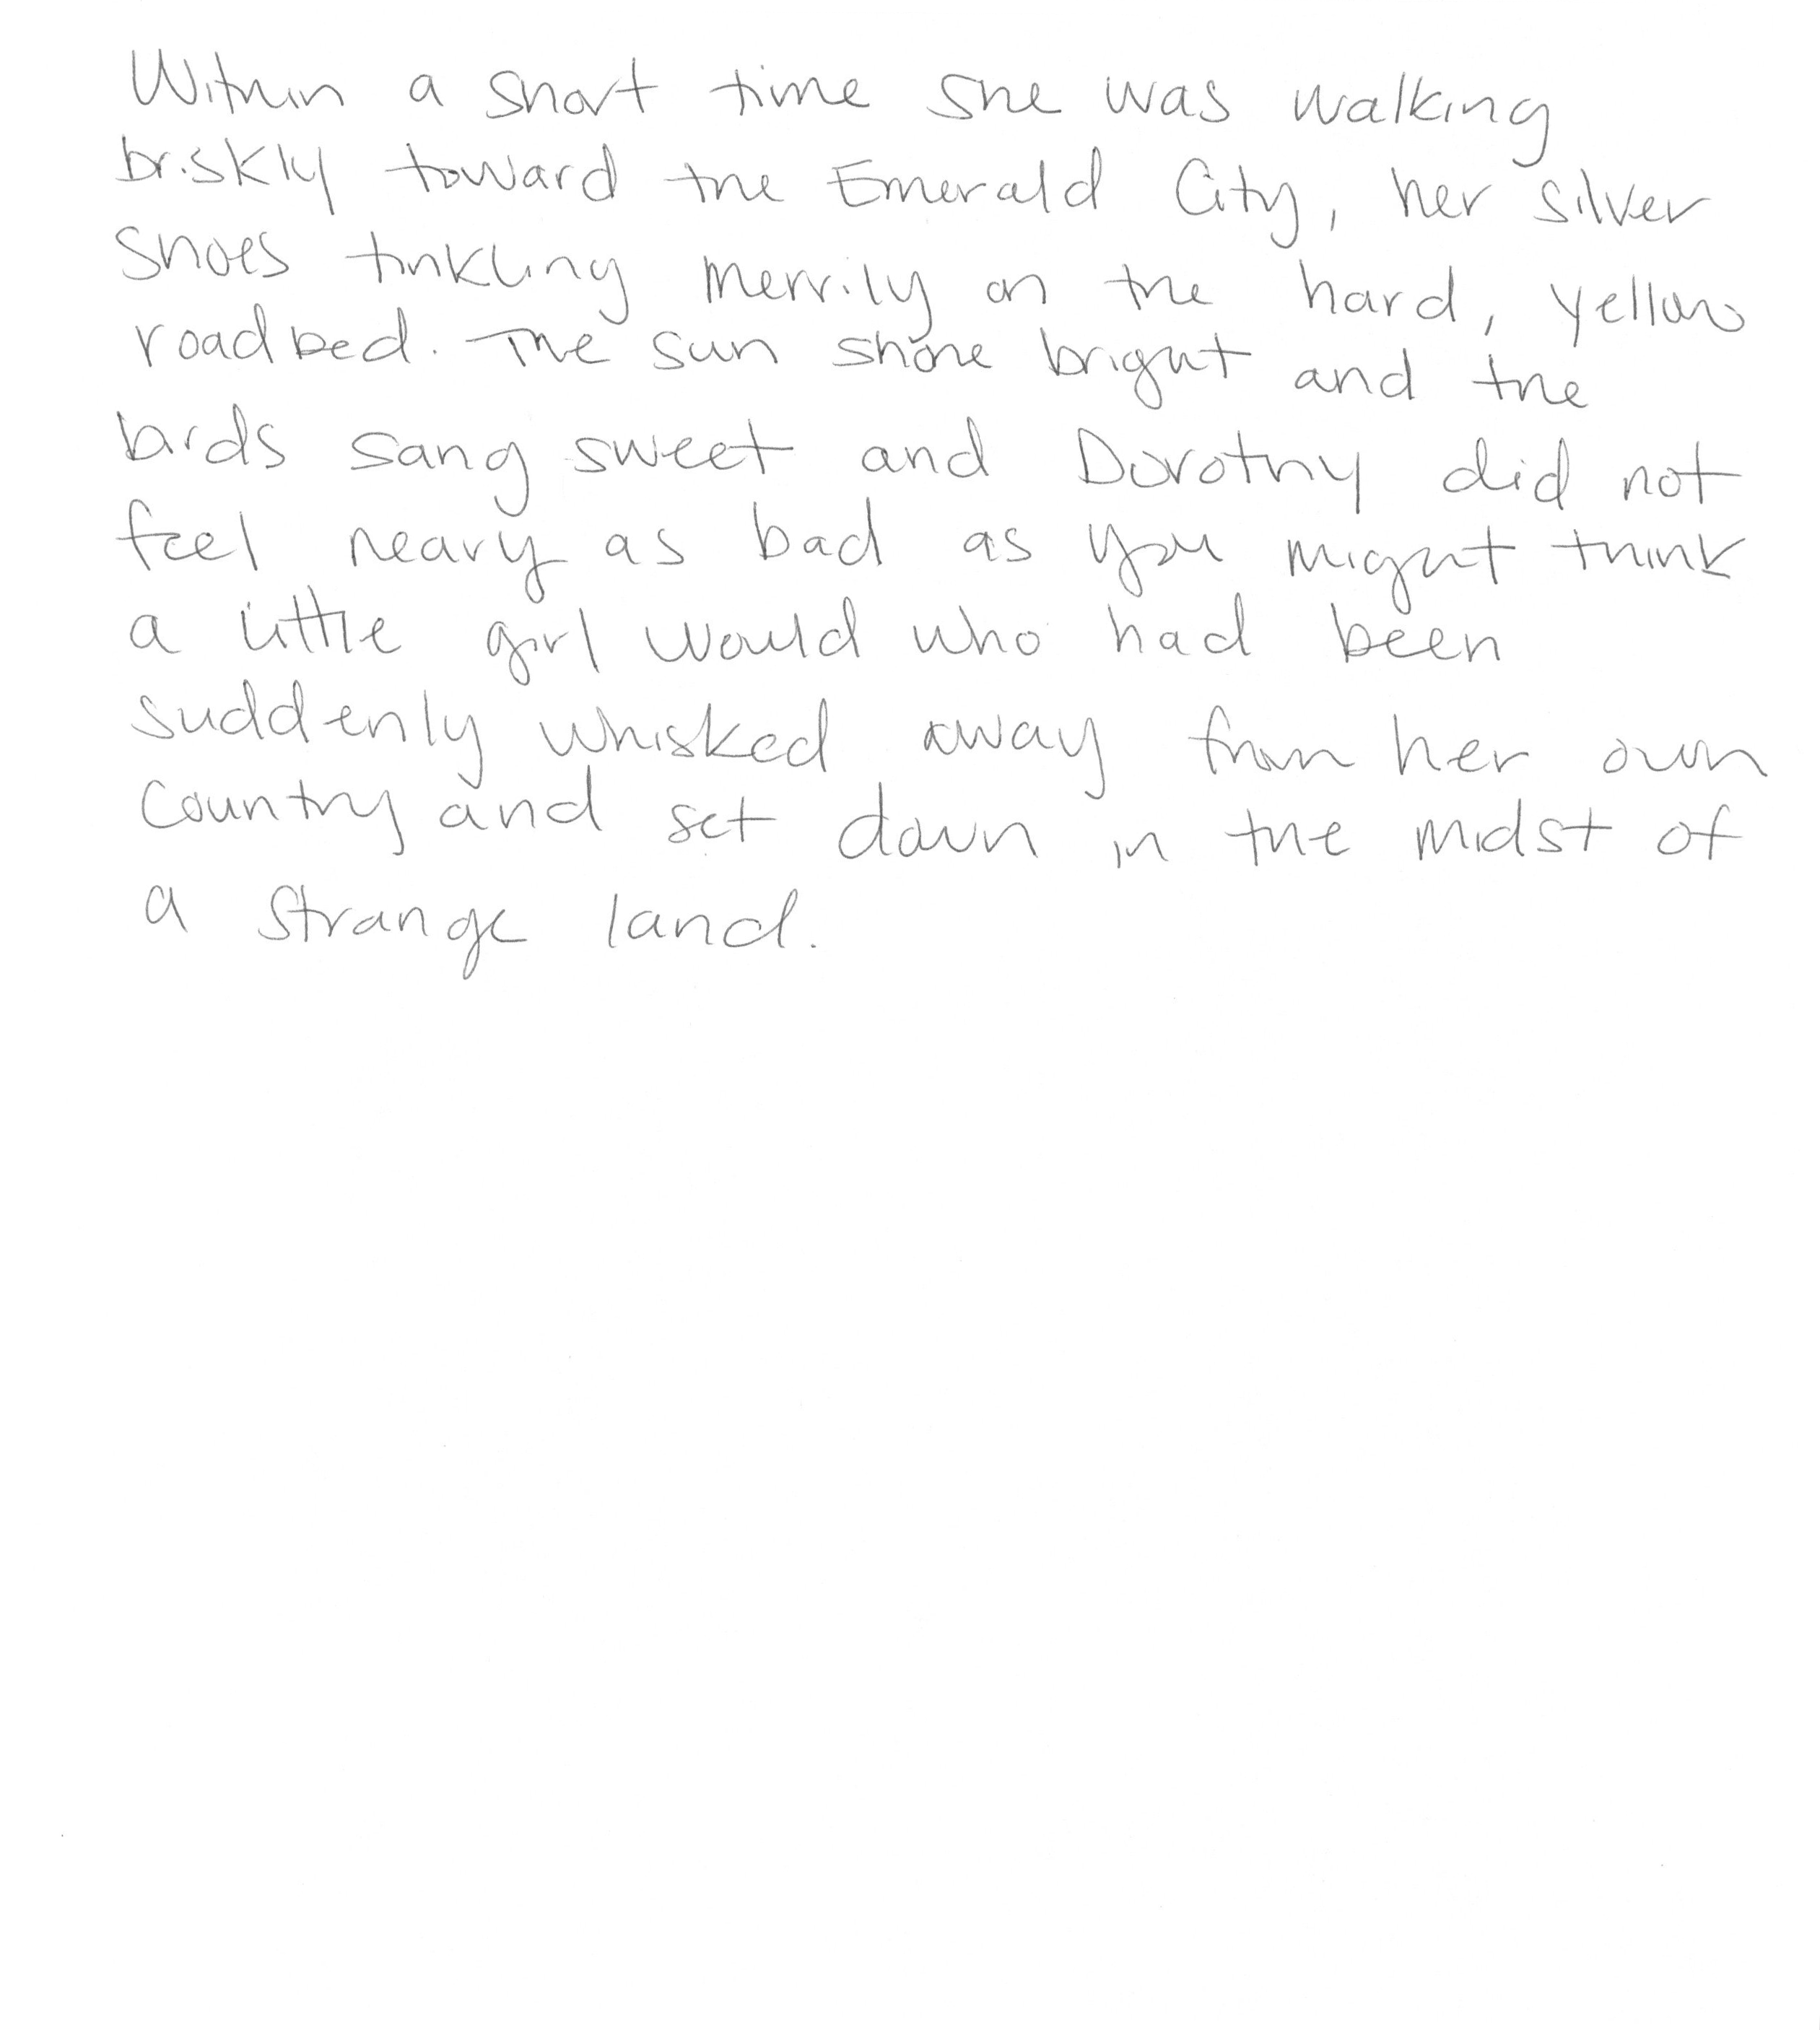 Within a short time she was walking
briskly toward the Emerald City, her silver
shoes tinkling merrily on the hard, yellow
roadbed. The sun shone bright and the
birds sang sweet and Dorothy did not
feel neary as bad as you might think
a little girl would who had been
suddenly whisked away from her own
country and set down in the midst of
a strange land.